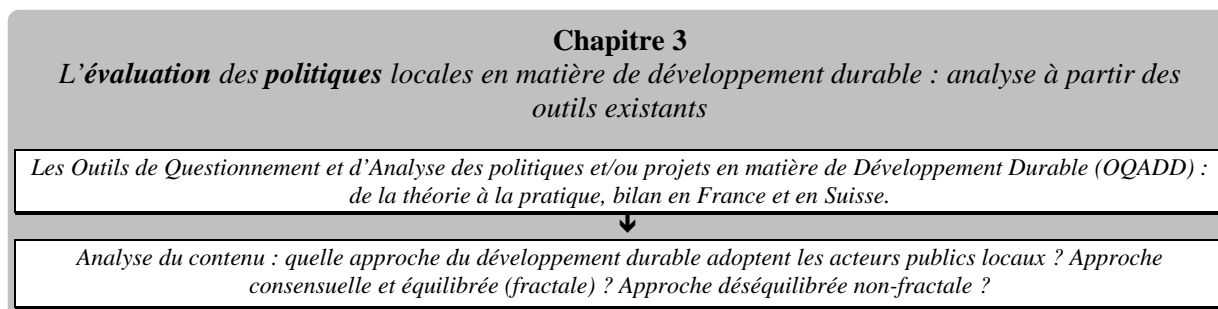 Chapitre 3
L'évaluation des politiques locales en matière de développement durable : analyse à partir des
outils existants
Les Outils de Questionnement et d'Analyse des politiques et/ou projets en matière de Développement Durable (OQADD) :
de la théorie à la pratique, bilan en France et en Suisse.
Analyse du contenu : quelle approche du développement durable adoptent les acteurs publics locaux ? Approche
consensuelle et équilibrée (fractale) ? Approche déséquilibrée non-fractale ?